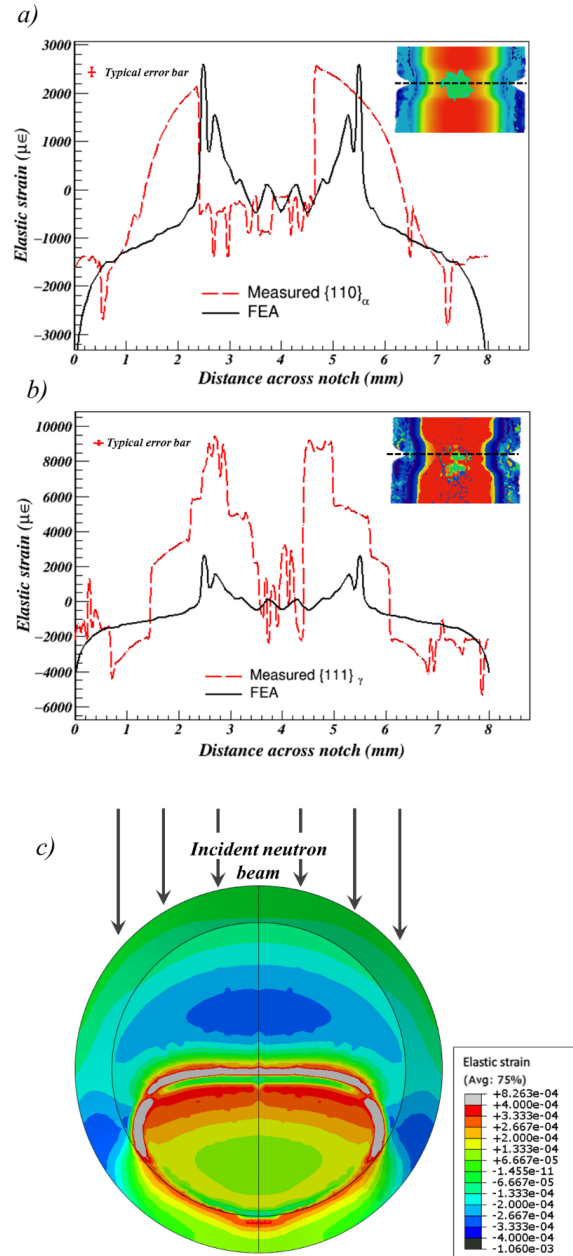 a)
3000
2000
1000
0
−1000
−2000
−3000
Elastic strain (με)
Typical error bar
Measured {110}α
FEA
0 1 2 3 4 5 6 7 8
Distance across notch (mm)
b)
10000
8000
6000
4000
2000
0
−2000
−4000
−6000
Elastic strain (με)
Typical error bar
Measured {111} γ
FEA
0 1 2 3 4 5 6 7 8
Distance across notch (mm)
c)
Incident neutron
beam
Elastic strain
(Avg: 75%)
+8.263e-04
+4.000e-04
+3.333e-04
+2.667e-04
+2.000e-04
+1.333e-04
+6.667e-05
-1.455e-11
-6.667e-05
-1.333e-04
-2.000e-04
-2.667e-04
-3.333e-04
-4.000e-04
-1.060e-03